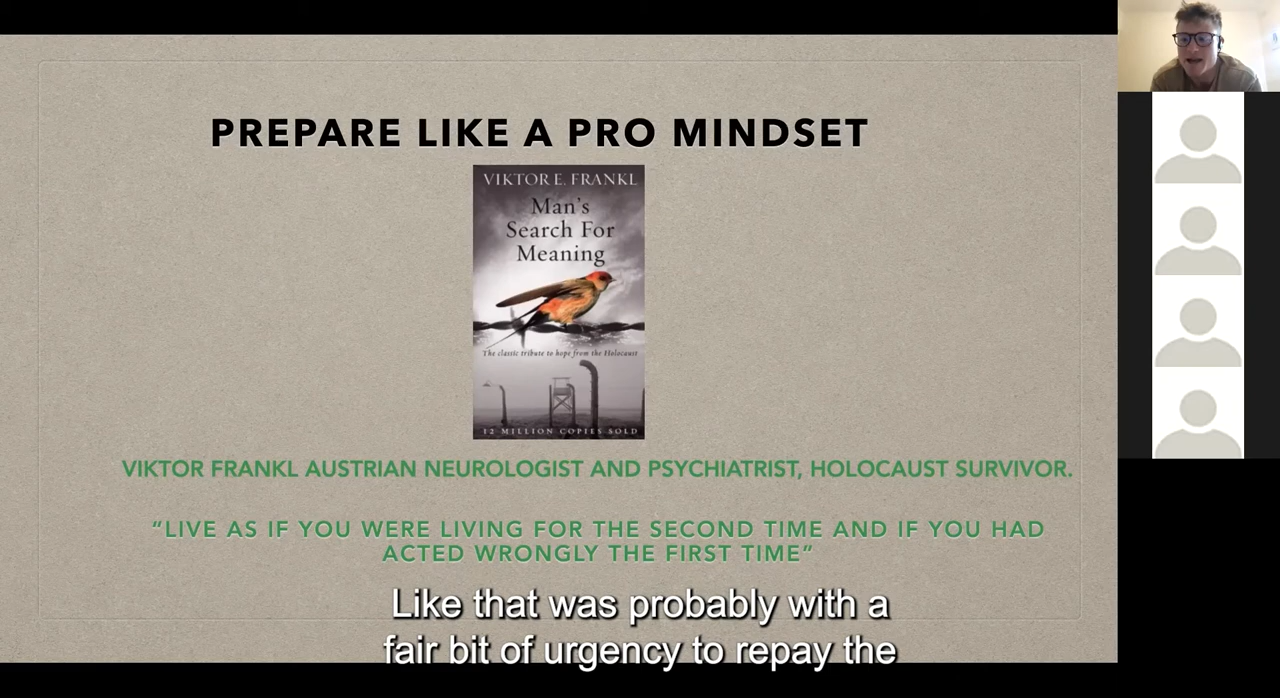 PREPARE LIKE A PRO MINDSET
VIKTOR E. FRANKL
Man's
Search For
Meaning
The classic tribute to hope from the Holocaust
12 MILLION COPIES SOLD
VIKTOR FRANKL AUSTRIAN NEUROLOGIST AND PSYCHIATRIST, HOLOCAUST SURVIVOR.
“LIVE AS IF YOU WERE LIVING FOR THE SECOND TIME AND IF YOU HAD
ACTED WRONGLY THE FIRST TIME”
Like that was probably with a
fair bit of urgency to repay the